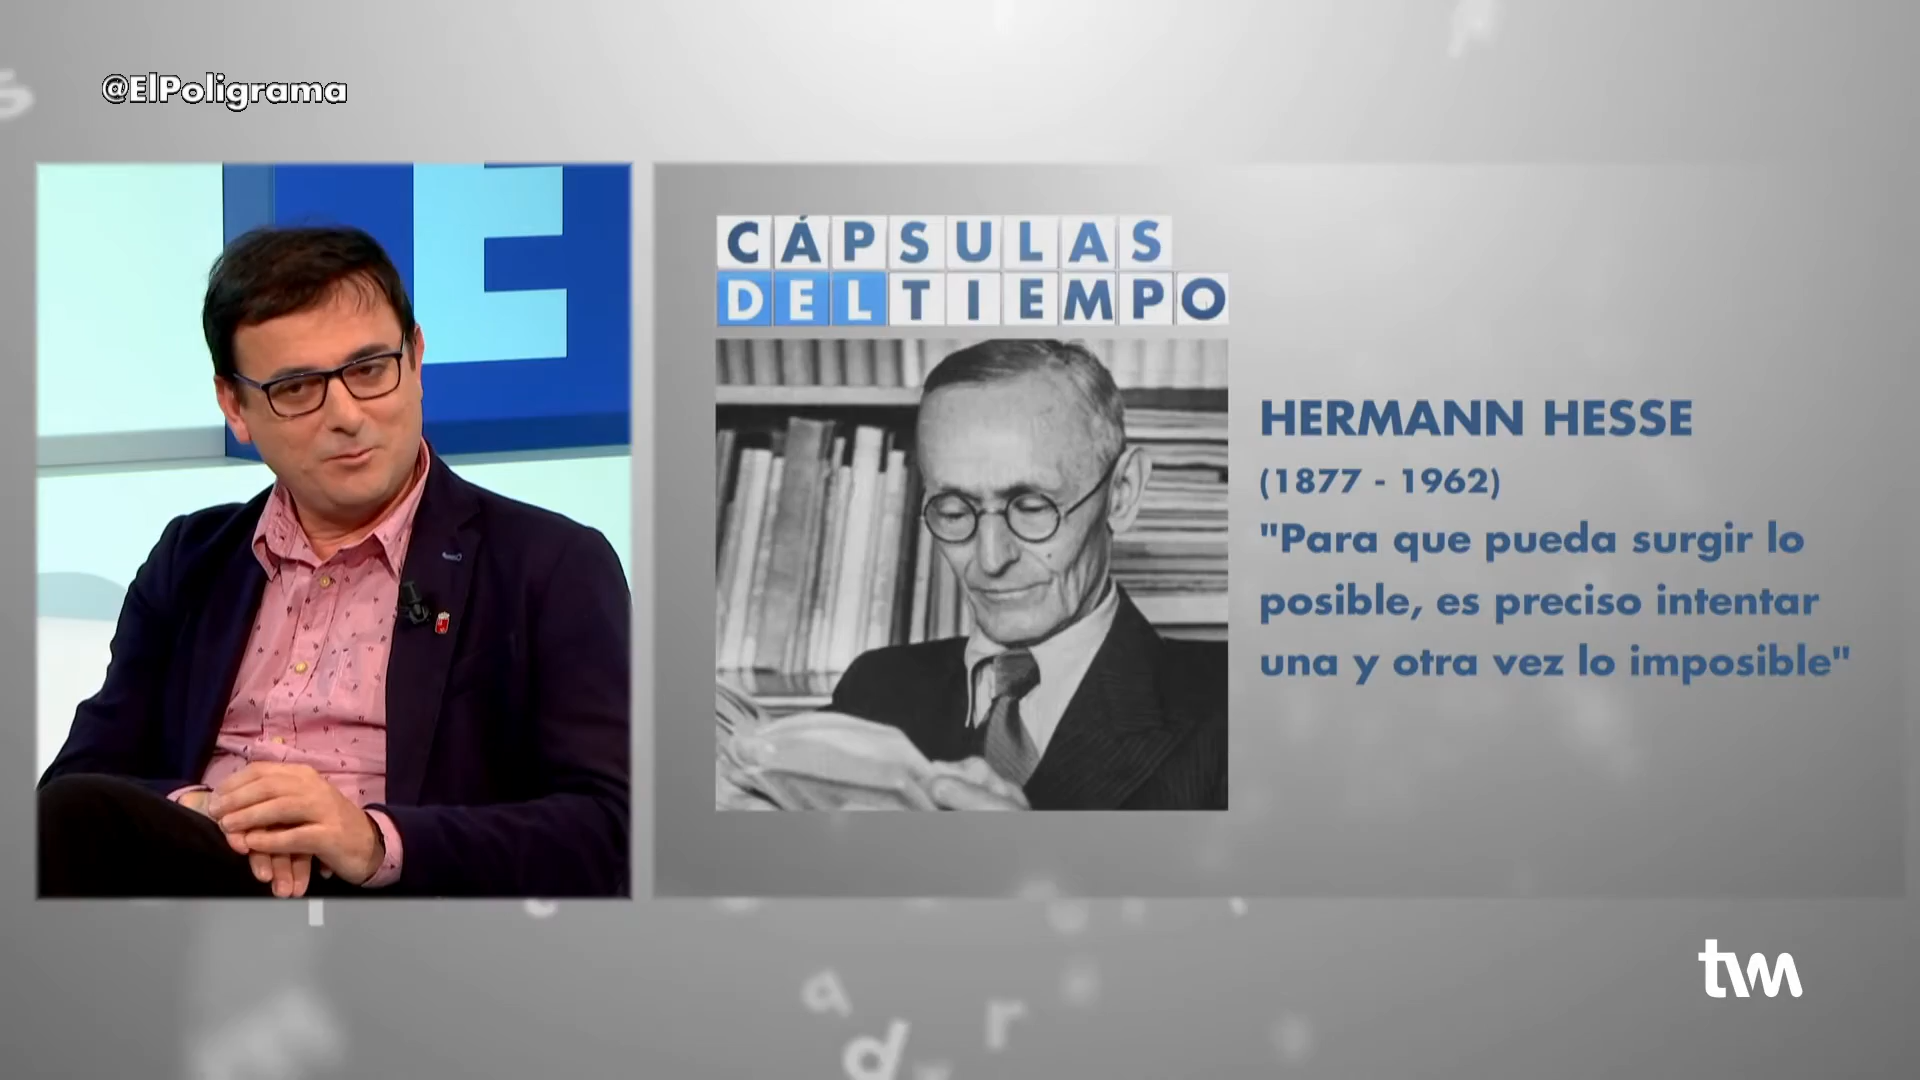 @ElPoligrama
E
CÁPSULAS
DEL TIEMPO
HERMANN HESSE
(1877 - 1962)
"Para que pueda surgir lo
posible, es preciso intentar
una y otra vez lo imposible"
tvm
a
r
d